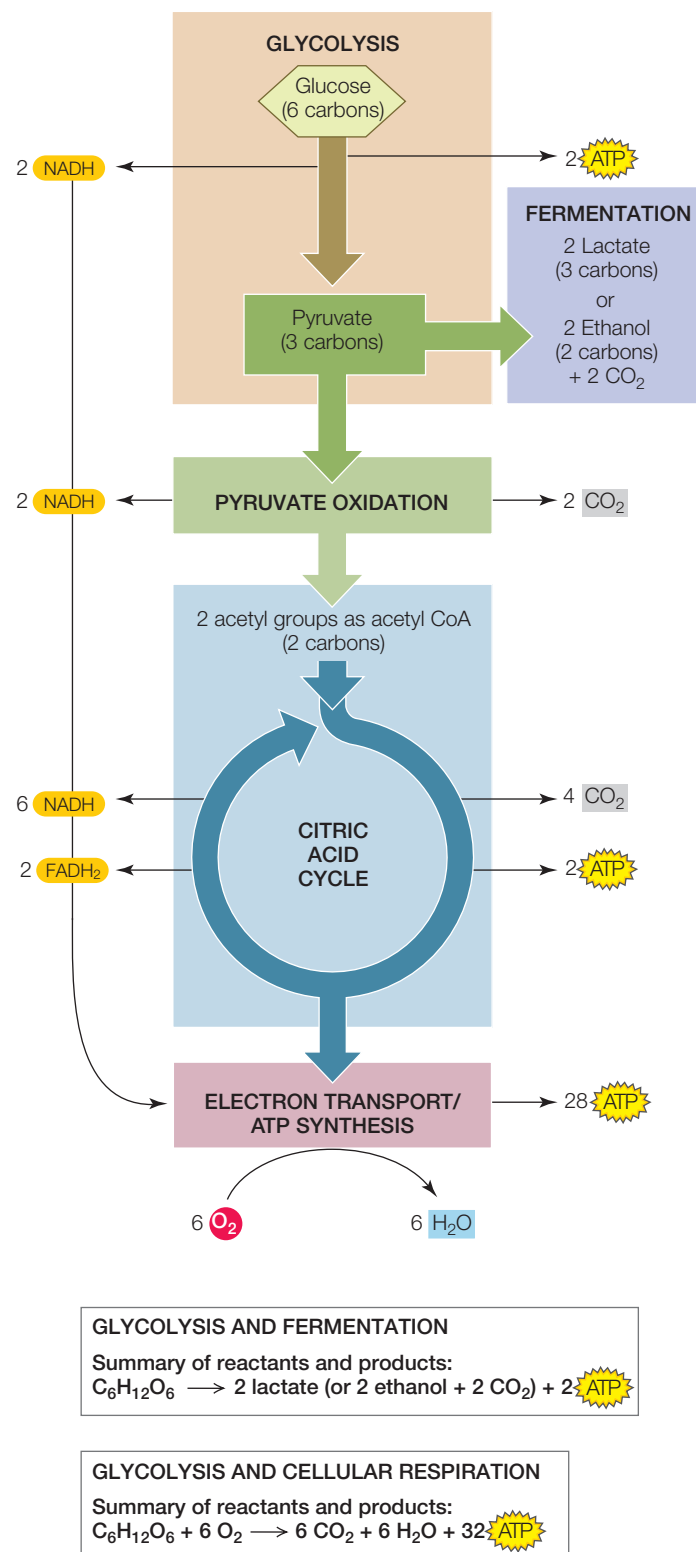 GLYCOLYSIS
Glucose
(6 carbons)
2 NADH
2 ATP
FERMENTATION
2 Lactate
(3 carbons)
or
2 Ethanol
(2 carbons)
+ 2 CO₂
Pyruvate
(3 carbons)
2 NADH
PYRUVATE OXIDATION
2 CO₂
2 acetyl groups as acetyl CoA
(2 carbons)
6 NADH
4 CO₂
CITRIC
ACID
CYCLE
2 FADH₂
2 ATP
ELECTRON TRANSPORT/
ATP SYNTHESIS
28 ATP
6 O₂
6 H₂O
GLYCOLYSIS AND FERMENTATION
Summary of reactants and products:
C₆H₁₂O₆ → 2 lactate (or 2 ethanol + 2 CO₂) + 2 ATP
GLYCOLYSIS AND CELLULAR RESPIRATION
Summary of reactants and products:
C₆H₁₂O₆ + 6 O₂ → 6 CO₂ + 6 H₂O + 32 ATP